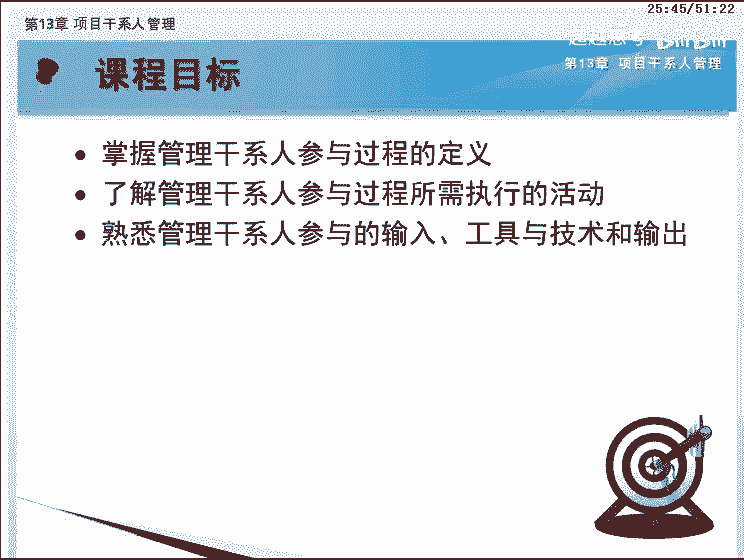 25:45/51:22
第13章 项目干系人管理
bilibili
第13章 项目干系人管理
课程目标
● 掌握管理干系人参与过程的定义
● 了解管理干系人参与过程所需执行的活动
● 熟悉管理干系人参与的输入、工具与技术和输出